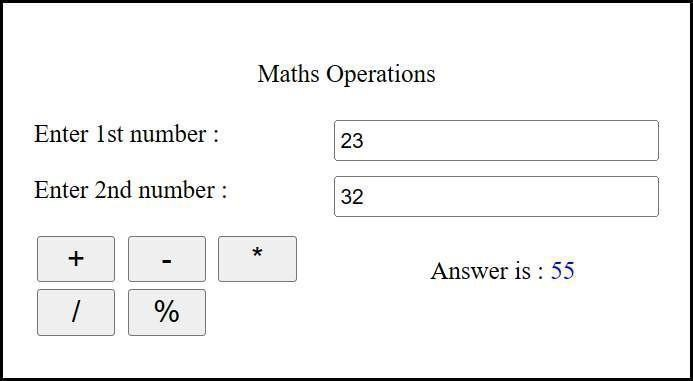 Maths Operations
Enter 1st number : 23
Enter 2nd number : 32
+ - *
Answer is : 55
/ %